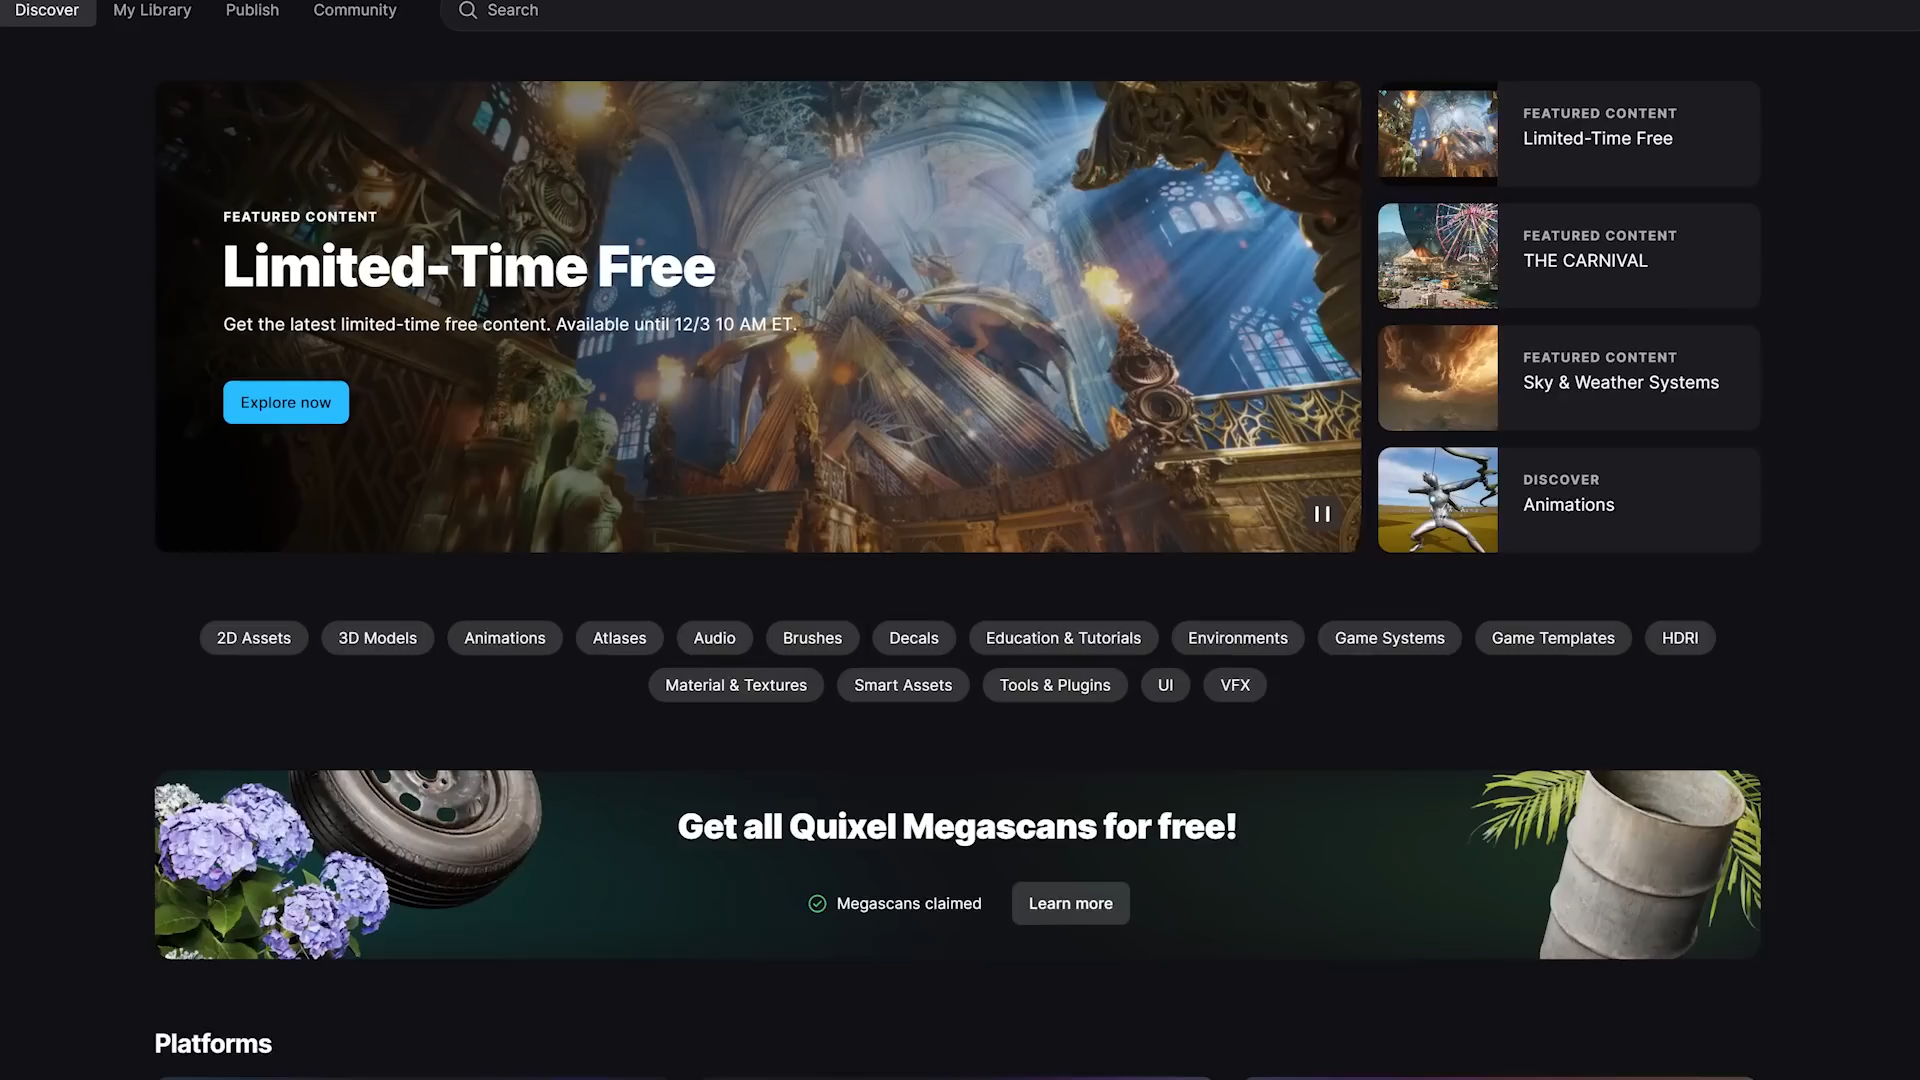 Discover
My Library
Publish
Community
Search
FEATURED CONTENT
Limited-Time Free
Get the latest limited-time free content. Available until 12/3 10 AM ET.
Explore now
FEATURED CONTENT
Limited-Time Free
FEATURED CONTENT
THE CARNIVAL
FEATURED CONTENT
Sky & Weather Systems
DISCOVER
Animations
2D Assets
3D Models
Animations
Atlases
Audio
Brushes
Decals
Education & Tutorials
Environments
Game Systems
Game Templates
HDRI
Material & Textures
Smart Assets
Tools & Plugins
UI
VFX
Get all Quixel Megascans for free!
Megascans claimed
Learn more
Platforms